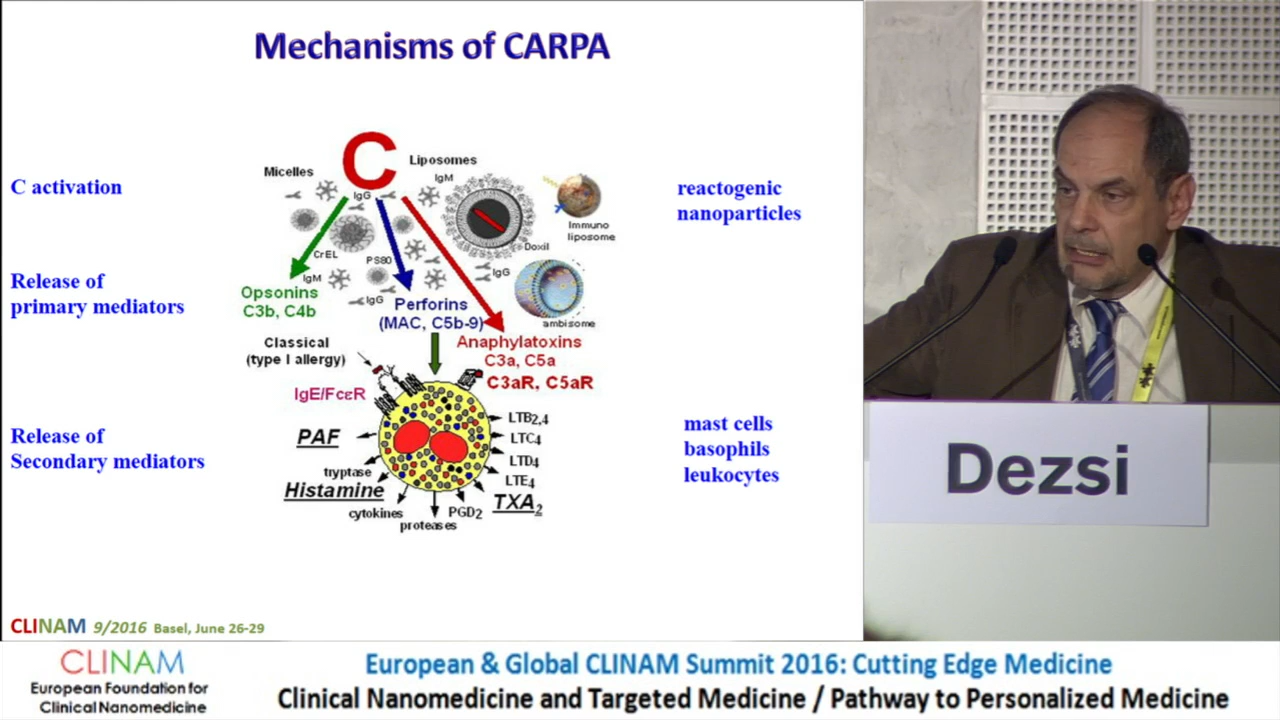 Mechanisms of CARPA
C activation
Release of
primary mediators
Release of
Secondary mediators
C
Micelles
Liposomes
IgM
IgG
CrEL
IgM
PS80
IgG
IgG
Doxil
Immuno
liposome
ambisome
Opsonins
C3b, C4b
Perforins
(MAC, C5b-9)
Anaphylatoxins
C3a, C5a
C3aR, C5aR
Classical
(type I allergy)
IgE/FcεR
PAF
tryptase
Histamine
cytokines
proteases
PGD2
TXA2
LTB2,4
LTC4
LTD4
LTE4
reactogenic
nanoparticles
mast cells
basophils
leukocytes
CLINAM 9/2016 Basel, June 26-29
Dezsi
CLINAM
European Foundation for
Clinical Nanomedicine
European & Global CLINAM Summit 2016: Cutting Edge Medicine
Clinical Nanomedicine and Targeted Medicine / Pathway to Personalized Medicine